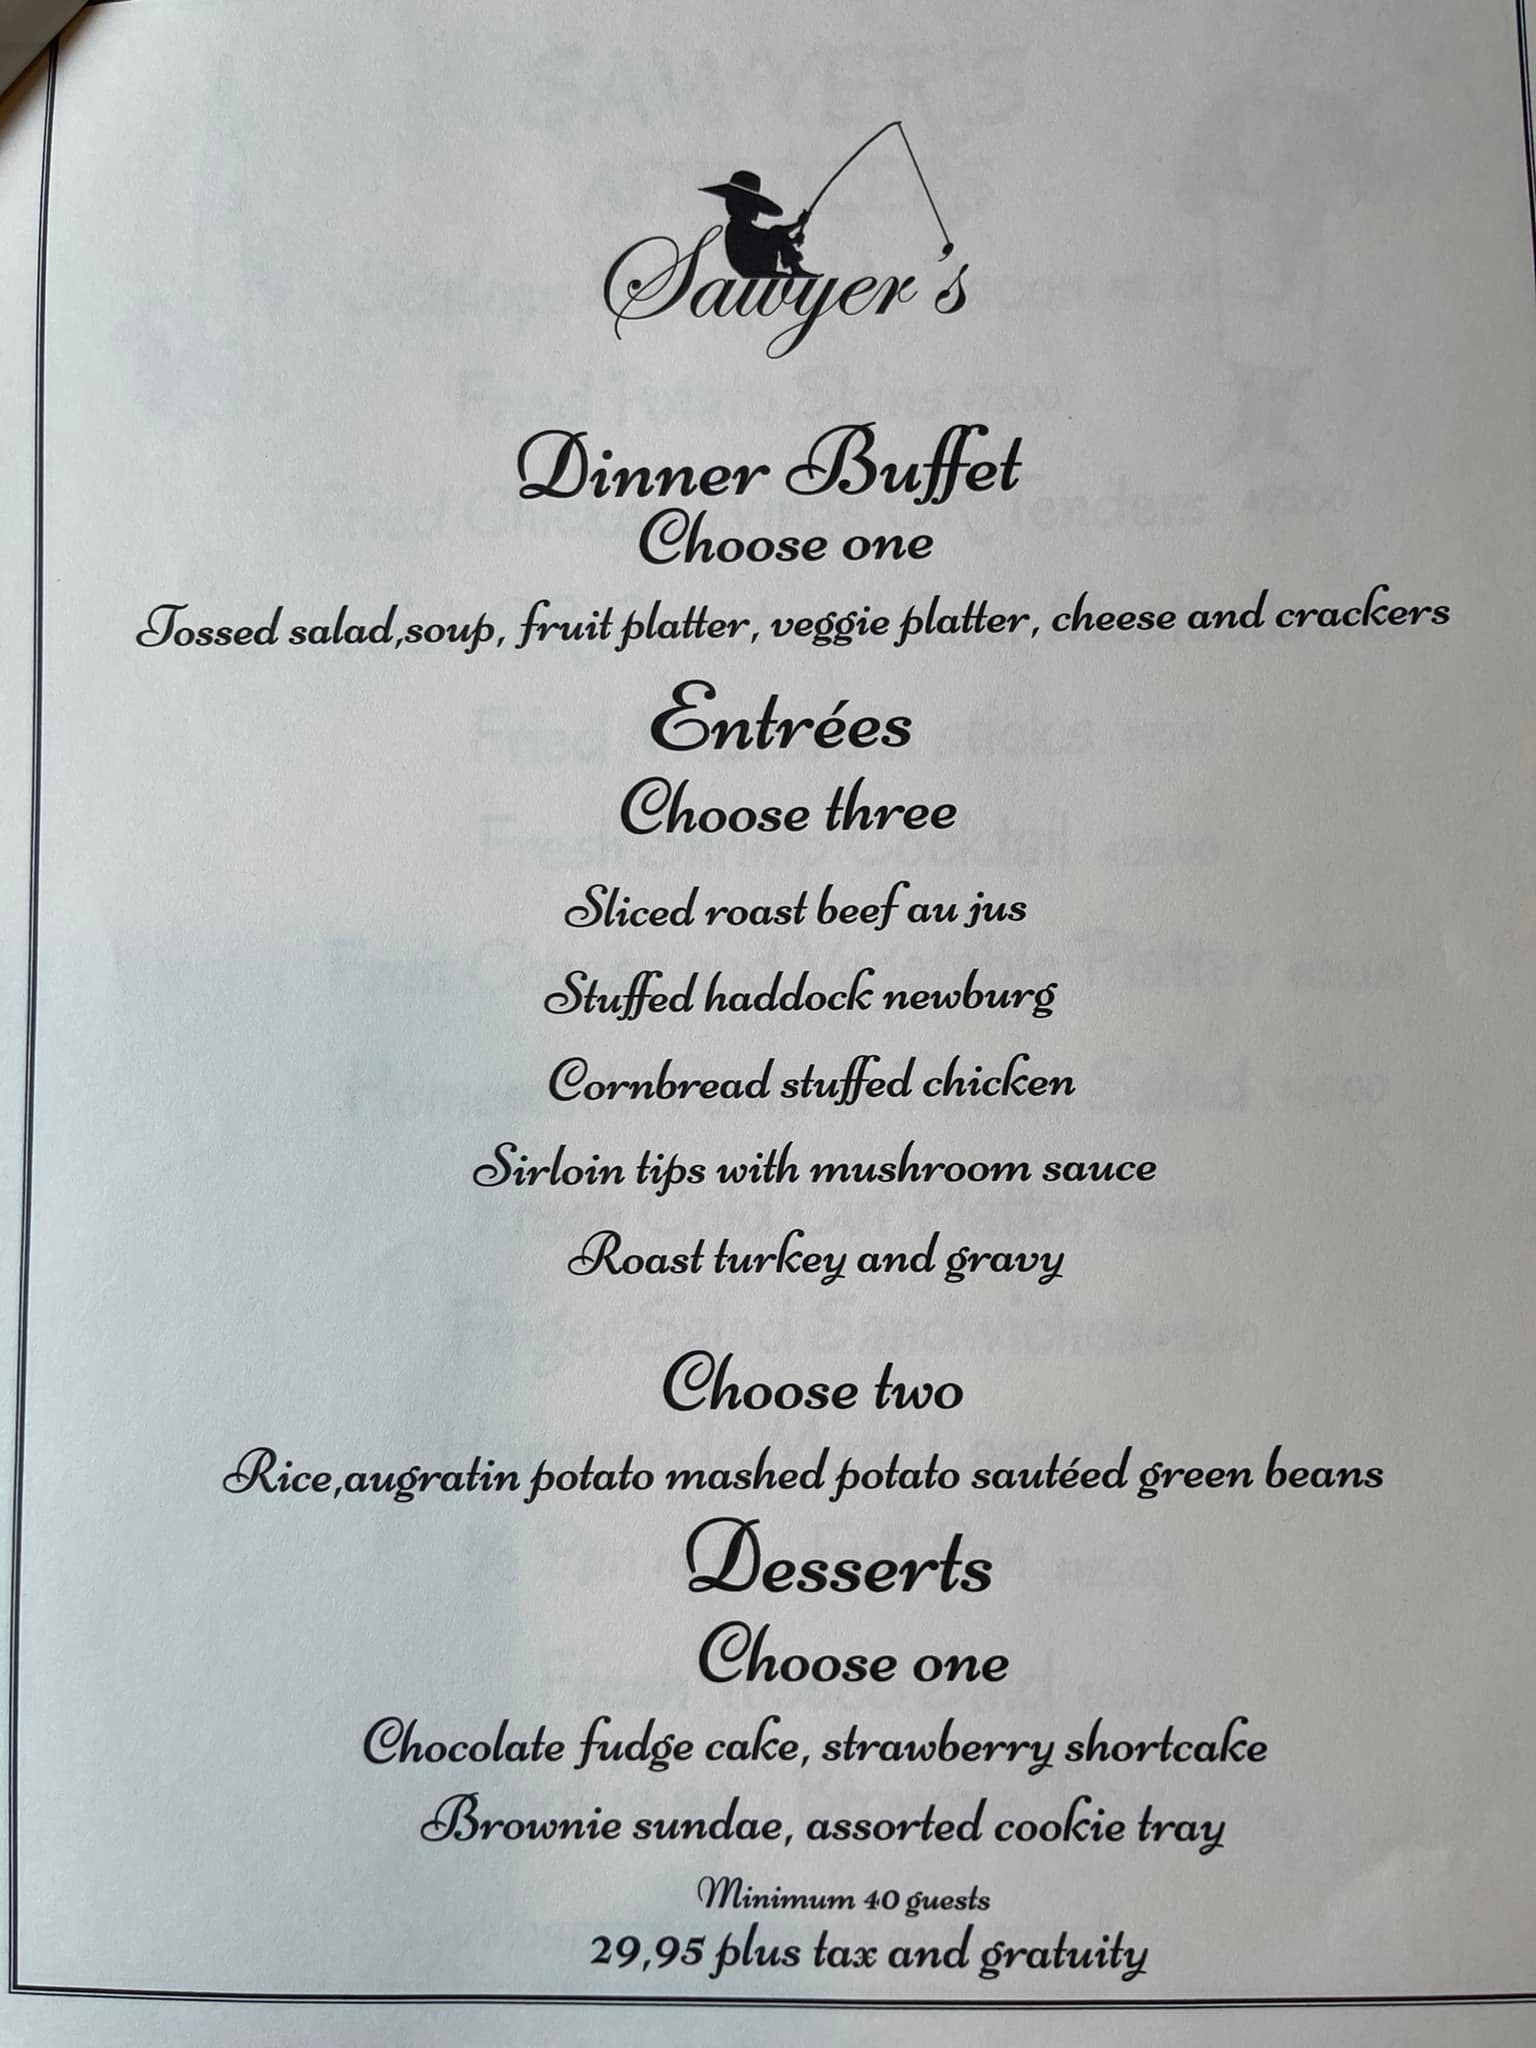 Sawyer's
Dinner Buffet
Choose one
Tossed salad,soup, fruit platter, veggie platter, cheese and crackers
Entrées
Choose three
Sliced roast beef au jus
Stuffed haddock newburg
Cornbread stuffed chicken
Sirloin tips with mushroom sauce
Roast turkey and gravy
Choose two
Rice,augratin potato mashed potato sautéed green beans
Desserts
Choose one
Chocolate fudge cake, strawberry shortcake
Brownie sundae, assorted cookie tray
Minimum 40 guests
29,95 plus tax and gratuity